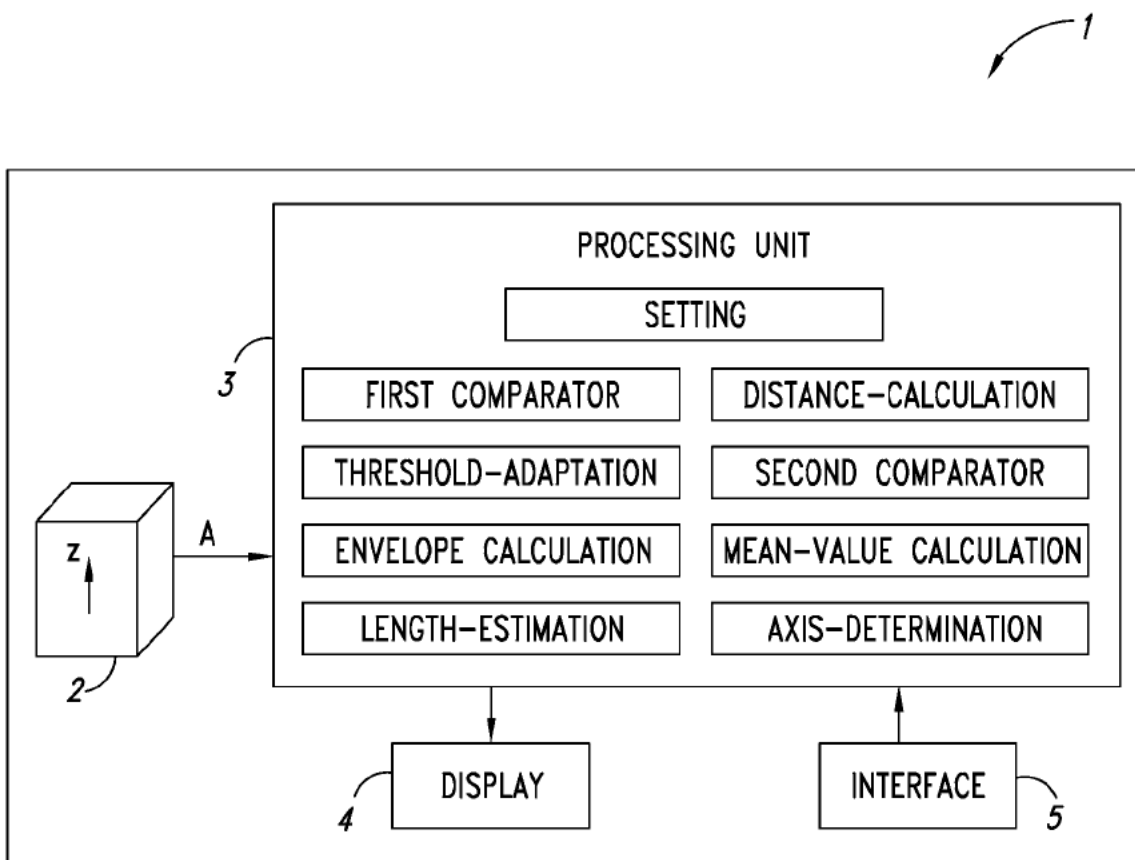 1
PROCESSING UNIT
SETTING
3
FIRST COMPARATOR
DISTANCE-CALCULATION
THRESHOLD-ADAPTATION
SECOND COMPARATOR
A
z
ENVELOPE CALCULATION
MEAN-VALUE CALCULATION
LENGTH-ESTIMATION
AXIS-DETERMINATION
2
4
DISPLAY
INTERFACE
5